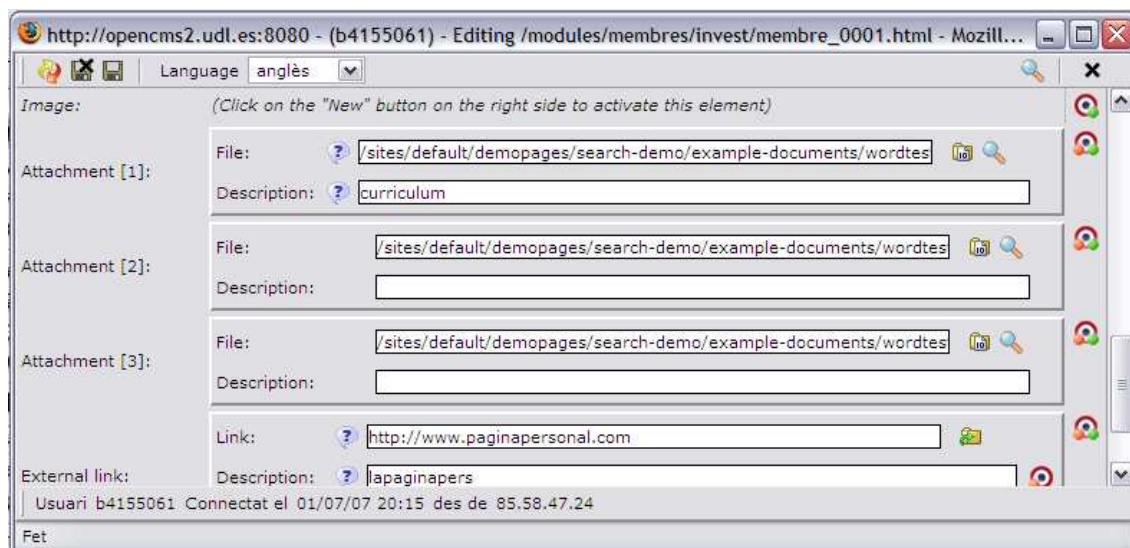 http://opencms2.udl.es:8080 - (b4155061) - Editing /modules/membres/invest/membre_0001.html - Mozill...
Language anglès
Image: (Click on the "New" button on the right side to activate this element)
Attachment [1]:
File: /sites/default/demopages/search-demo/example-documents/wordtes
Description: curriculum
Attachment [2]:
File: /sites/default/demopages/search-demo/example-documents/wordtes
Description:
Attachment [3]:
File: /sites/default/demopages/search-demo/example-documents/wordtes
Description:
Link: http://www.paginapersonal.com
External link: Description: lapaginapers
Usuari b4155061 Connectat el 01/07/07 20:15 des de 85.58.47.24
Fet